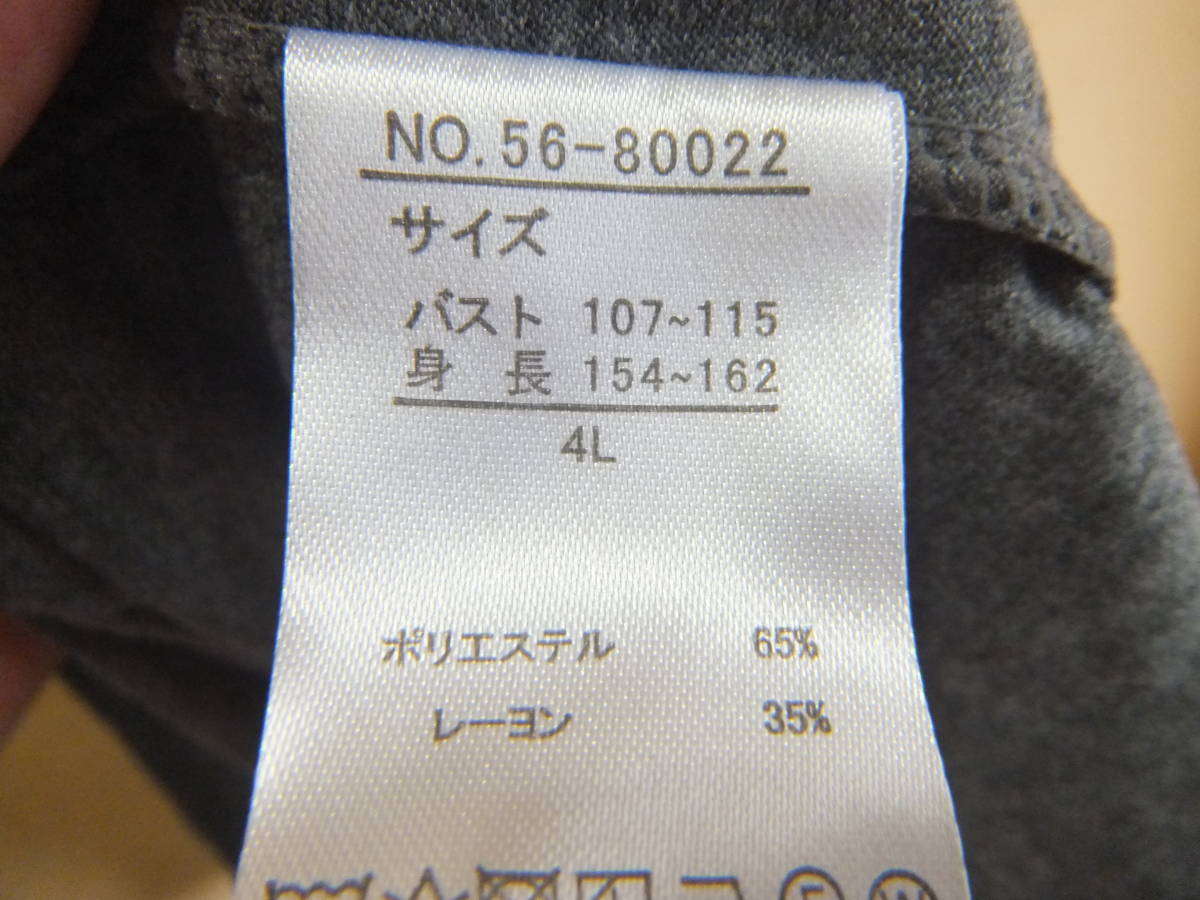 NO.56-80022
サイズ
バスト 107~115
身 長 154~162
4L
ポリエステル 65%
レーヨン 35%